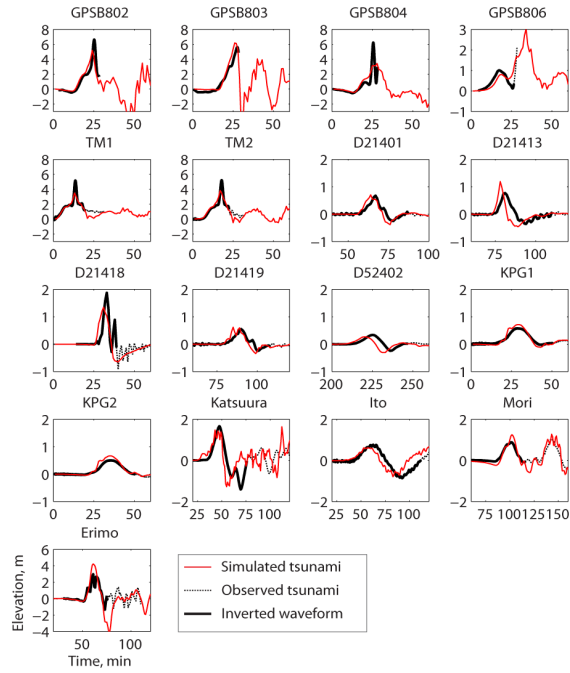 GPSB802 GPSB803 GPSB804 GPSB806
8 8 8 3
6 6 6
4 4 4 2
2 2 2 1
0 0 0
−2 −2 −2 0
0 25 50 0 25 50 0 25 50 0 25 50
TM1 TM2 D21401 D21413
8 8 2 2
6 6
4 4 1 1
2 2 0 0
0 0
−2 −2 −1 −1
0 25 50 0 25 50 50 75 100 75 100
D21418 D21419 D52402 KPG1
2 2 2 2
1 1 1 1
0 0 0 0
−1 −1 −1 −1
0 25 50 50 100 200 225 250 0 25 50
KPG2 Katsuura Ito Mori
2 2 2 2
1
0 0 0
0
−1 −2 −2 −2
0 25 50 25 50 75 100 25 50 75 100 75 100 125 150
Erimo
6
4
2
0
−2
−4
50 100
Elevation, m
Time, min
Simulated tsunami
Observed tsunami
Inverted waveform